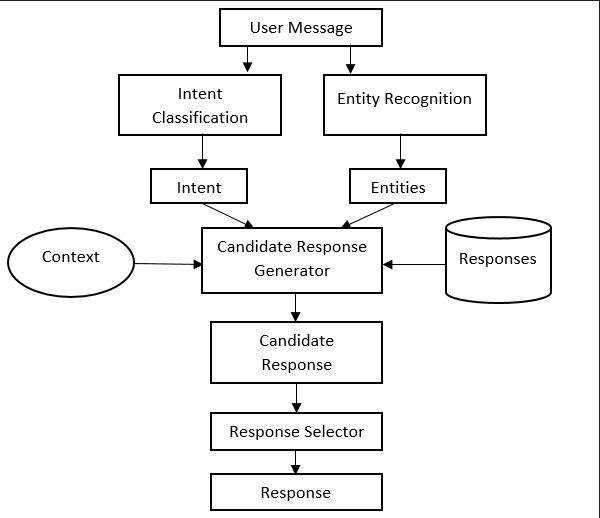 User Message
Intent
Classification
Entity Recognition
Intent
Entities
Context
Candidate Response
Generator
Responses
Candidate
Response
Response Selector
Response